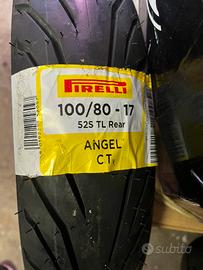 PIRELLI
100/80 - 17
52S TL Rear
ANGEL
CT
subito